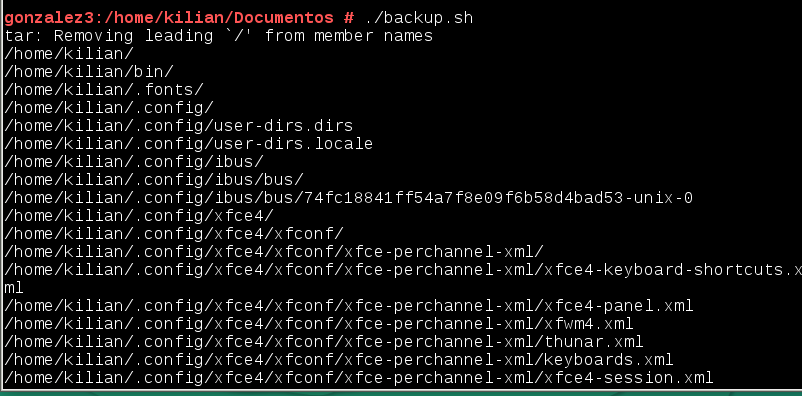 gonzalez3:/home/kilian/Documentos # ./backup.sh
tar: Removing leading `/' from member names
/home/kilian/
/home/kilian/bin/
/home/kilian/.fonts/
/home/kilian/.config/
/home/kilian/.config/user-dirs.dirs
/home/kilian/.config/user-dirs.locale
/home/kilian/.config/ibus/
/home/kilian/.config/ibus/bus/
/home/kilian/.config/ibus/bus/74fc18841ff54a7f8e09f6b58d4bad53-unix-0
/home/kilian/.config/xfce4/
/home/kilian/.config/xfce4/xfconf/
/home/kilian/.config/xfce4/xfconf/xfce-perchannel-xml/
/home/kilian/.config/xfce4/xfconf/xfce-perchannel-xml/xfce4-keyboard-shortcuts.x
ml
/home/kilian/.config/xfce4/xfconf/xfce-perchannel-xml/xfce4-panel.xml
/home/kilian/.config/xfce4/xfconf/xfce-perchannel-xml/xfwm4.xml
/home/kilian/.config/xfce4/xfconf/xfce-perchannel-xml/thunar.xml
/home/kilian/.config/xfce4/xfconf/xfce-perchannel-xml/keyboards.xml
/home/kilian/.config/xfce4/xfconf/xfce-perchannel-xml/xfce4-session.xml